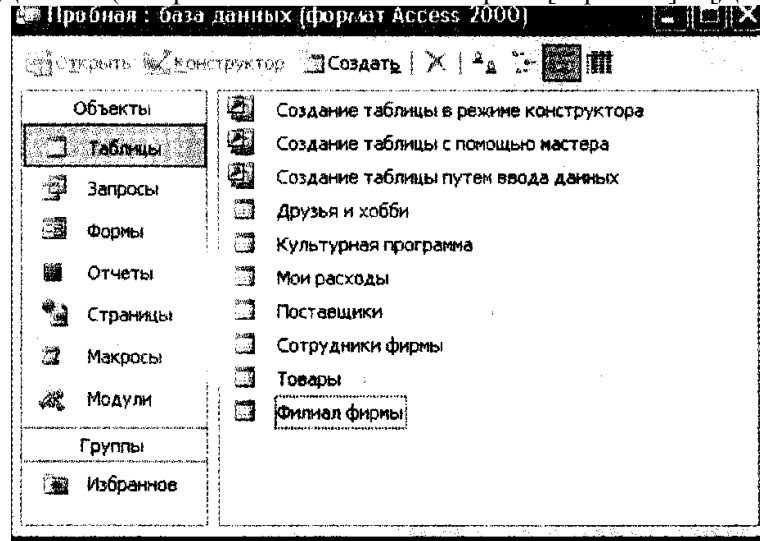 Пробная : база данных (формат Access 2000)
Открыть Конструктор Создать
Объекты
Таблицы
Запросы
Формы
Отчеты
Страницы
Макросы
Модули
Группы
Избранное
Создание таблицы в режиме конструктора
Создание таблицы с помощью мастера
Создание таблицы путем ввода данных
Друзья и хобби
Культурная программа
Мои расходы
Поставщики
Сотрудники фирмы
Товары
Филиал фирмы